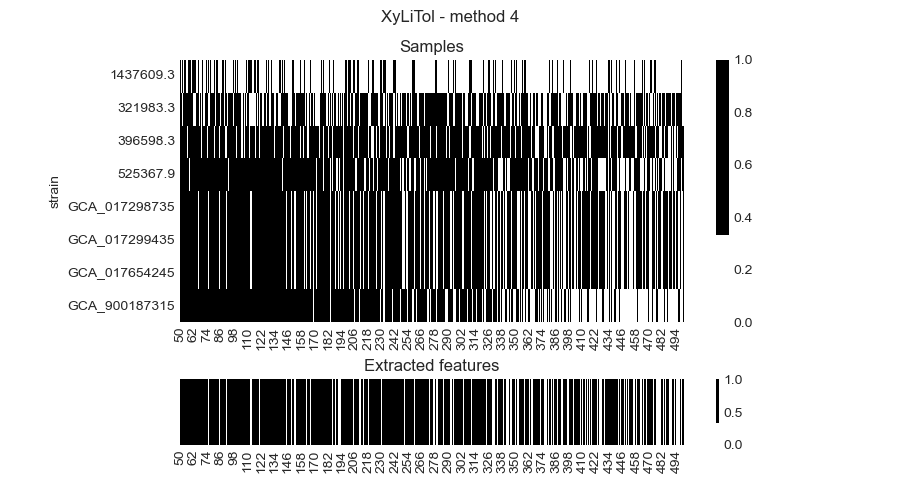 XyLiTol - method 4
Samples
strain
1437609.3
321983.3
396598.3
525367.9
GCA_017298735
GCA_017299435
GCA_017654245
GCA_900187315
1.0
0.8
0.6
0.4
0.2
0.0
50 62 74 86 98 110 122 134 146 158 170 182 194 206 218 230 242 254 266 278 290 302 314 326 338 350 362 374 386 398 410 422 434 446 458 470 482 494
Extracted features
1.0
0.5
0.0
50 62 74 86 98 110 122 134 146 158 170 182 194 206 218 230 242 254 266 278 290 302 314 326 338 350 362 374 386 398 410 422 434 446 458 470 482 494